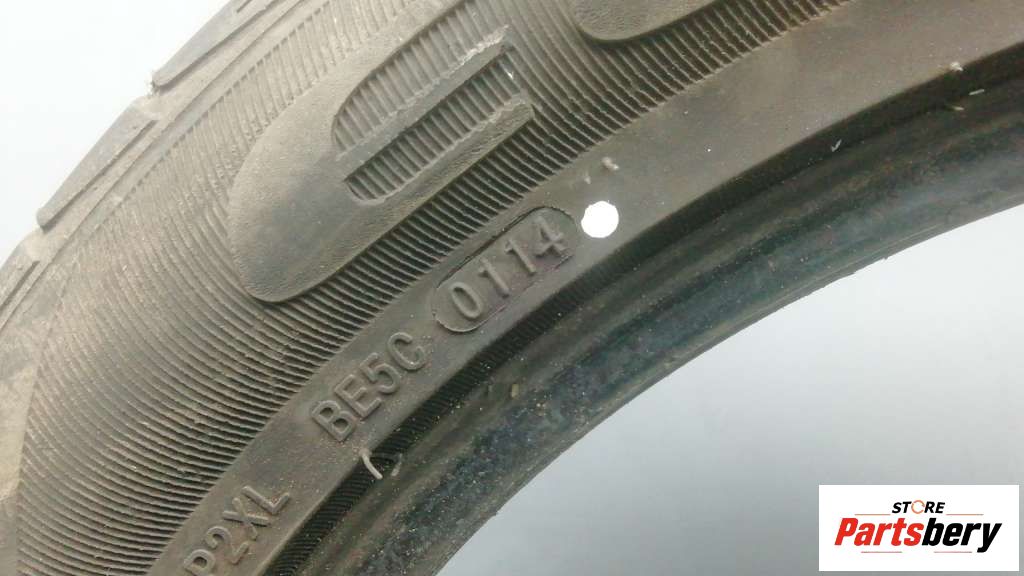 P2XL BE5C 0114
STORE
Partsbery